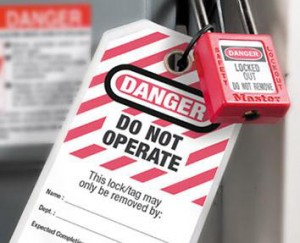 DANGER
DANGER
DO NOT
OPERATE
This lock/tag may
only be removed by:
Name:
Dept.:
Expected Completion
DANGER
LOCKED
OUT
DO NOT REMOVE
Master